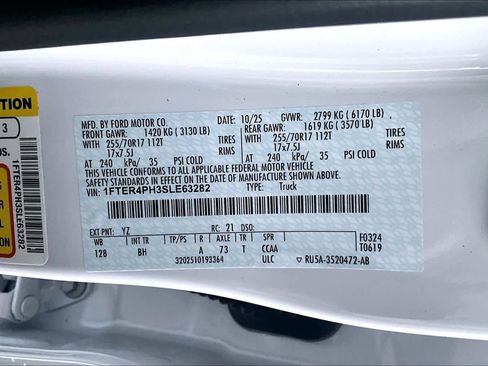 MFD. BY FORD MOTOR CO. 10/25 GVWR: 2799 KG ( 6170 LB)
FRONT GAWR: 1420 KG ( 3130 LB) REAR GAWR: 1619 KG ( 3570 LB)
255/70R17 112T TIRES 255/70R17 112T TIRES
17x7.5J RIMS 17x7.5J RIMS
AT 240 kPa/ 35 PSI COLD AT 240 kPa/ 35 PSI COLD
THIS VEHICLE CONFORMS TO ALL APPLICABLE FEDERAL MOTOR VEHICLE
SAFETY AND THEFT PREVENTION STANDARDS IN EFFECT ON THE DATE OF MANUFACTURE SHOWN ABOVE.
VIN: 1FTER4PH3SLE63282 TYPE: Truck
EXT PNT: YZ RC: 21 DSO:
WB INT TR TP/PS R AXLE TR SPR F0324
128 BH A 73 T CCAA T0619
3202510193364 ULC RU5A-3520472-AB
CAUTION
3
1FTER4PH3SLE63282